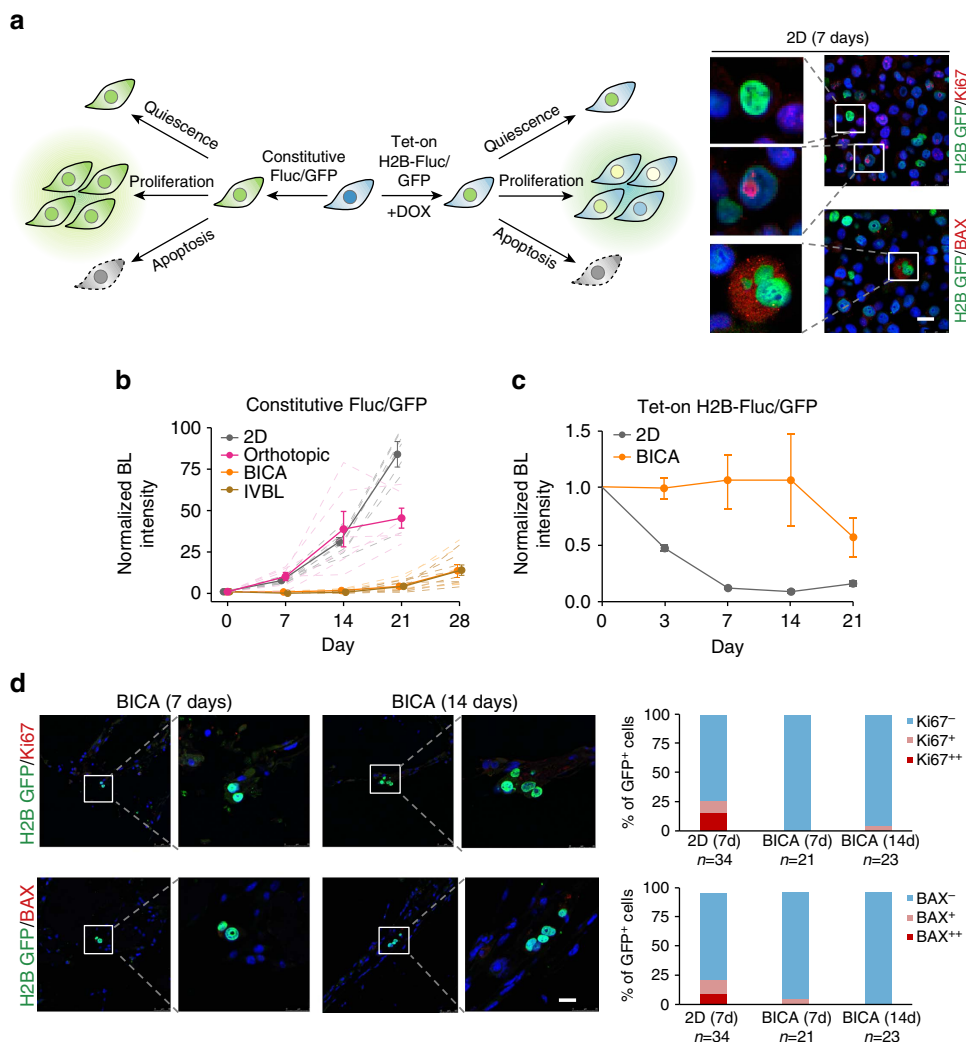 a
Quiescence
Proliferation
Apoptosis
Constitutive
Fluc/GFP
Tet-on
H2B-Fluc/
GFP
+DOX
Quiescence
Proliferation
Apoptosis
2D (7 days)
H2B GFP/Ki67
H2B GFP/BAX
b
Constitutive Fluc/GFP
Normalized BL
intensity
100
75
50
25
0
2D
Orthotopic
BICA
IVBL
0 7 14 21 28
Day
c
Tet-on H2B-Fluc/GFP
Normalized BL
intensity
1.5
1.0
0.5
0.0
2D
BICA
0 3 7 14 21
Day
d
BICA (7 days)
BICA (14 days)
H2B GFP/Ki67
H2B GFP/BAX
% of GFP⁺ cells
100
75
50
25
0
Ki67⁻
Ki67⁺
Ki67⁺⁺
2D (7d) BICA (7d) BICA (14d)
n=34 n=21 n=23
% of GFP⁺ cells
100
75
50
25
0
BAX⁻
BAX⁺
BAX⁺⁺
2D (7d) BICA (7d) BICA (14d)
n=34 n=21 n=23